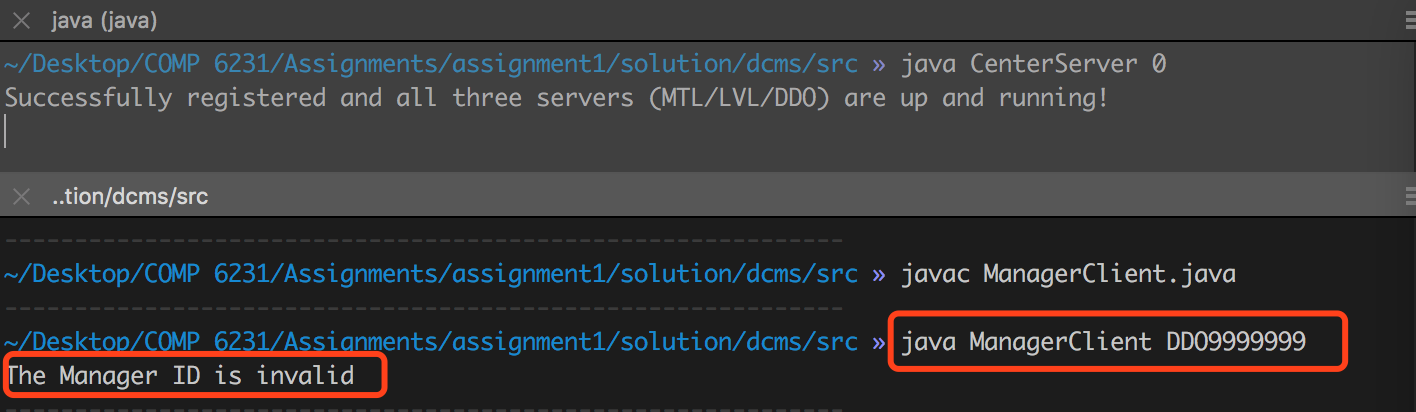 java (java)
~/Desktop/COMP 6231/Assignments/assignment1/solution/dcms/src » java CenterServer 0
Successfully registered and all three servers (MTL/LVL/DDO) are up and running!
..tion/dcms/src
~/Desktop/COMP 6231/Assignments/assignment1/solution/dcms/src » javac ManagerClient.java
~/Desktop/COMP 6231/Assignments/assignment1/solution/dcms/src » java ManagerClient DDO9999999
The Manager ID is invalid